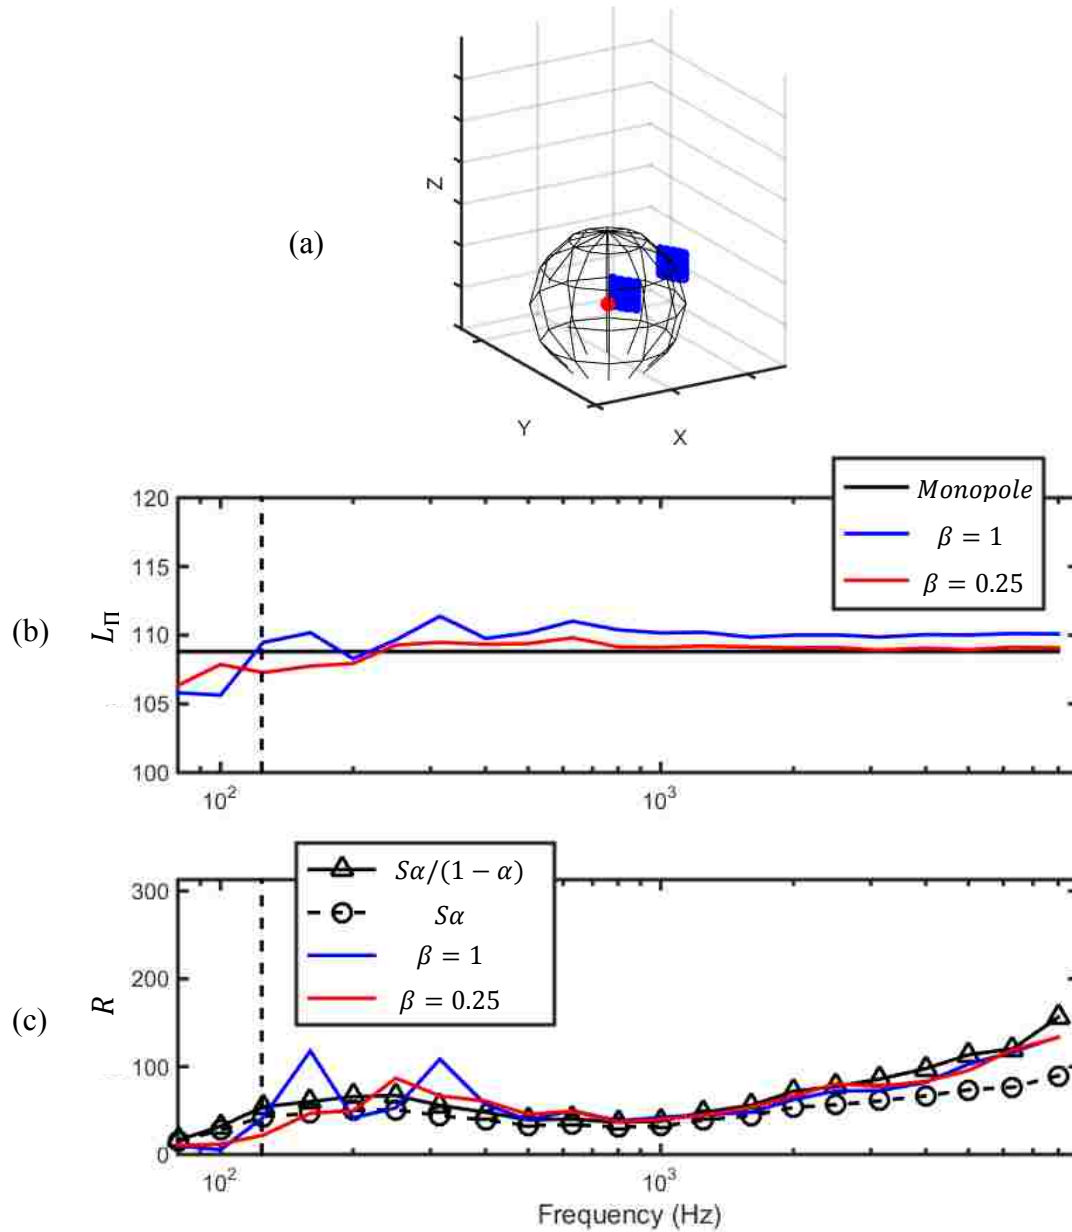 (a)
Z
Y
X
(b)
L_Π
120
115
110
105
100
10²
10³
Monopole
β = 1
β = 0.25
(c)
R
300
200
100
0
10²
10³
Sα/(1 − α)
Sα
β = 1
β = 0.25
Frequency (Hz)